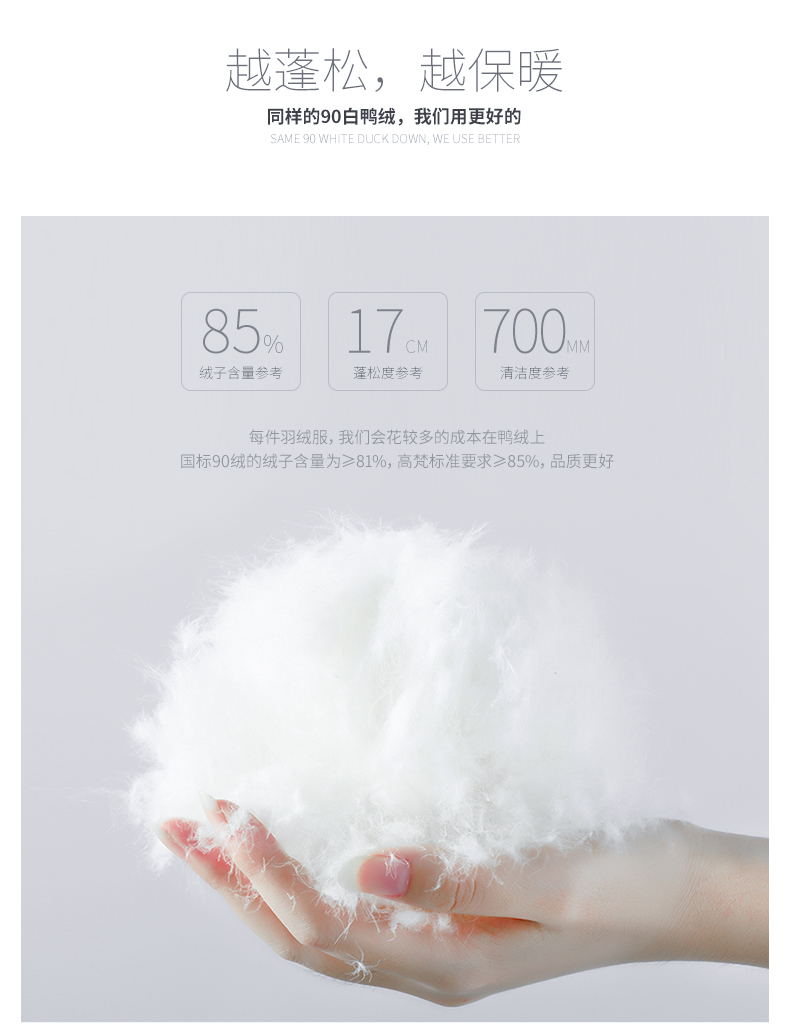 越蓬松，越保暖
同样的90白鸭绒，我们用更好的
SAME 90 WHITE DUCK DOWN, WE USE BETTER
85% 17CM 700MM
绒子含量参考 蓬松度参考 清洁度参考
每件羽绒服，我们会花较多的成本在鸭绒上
国标90绒的绒子含量为≥81%，高梵标准要求≥85%，品质更好